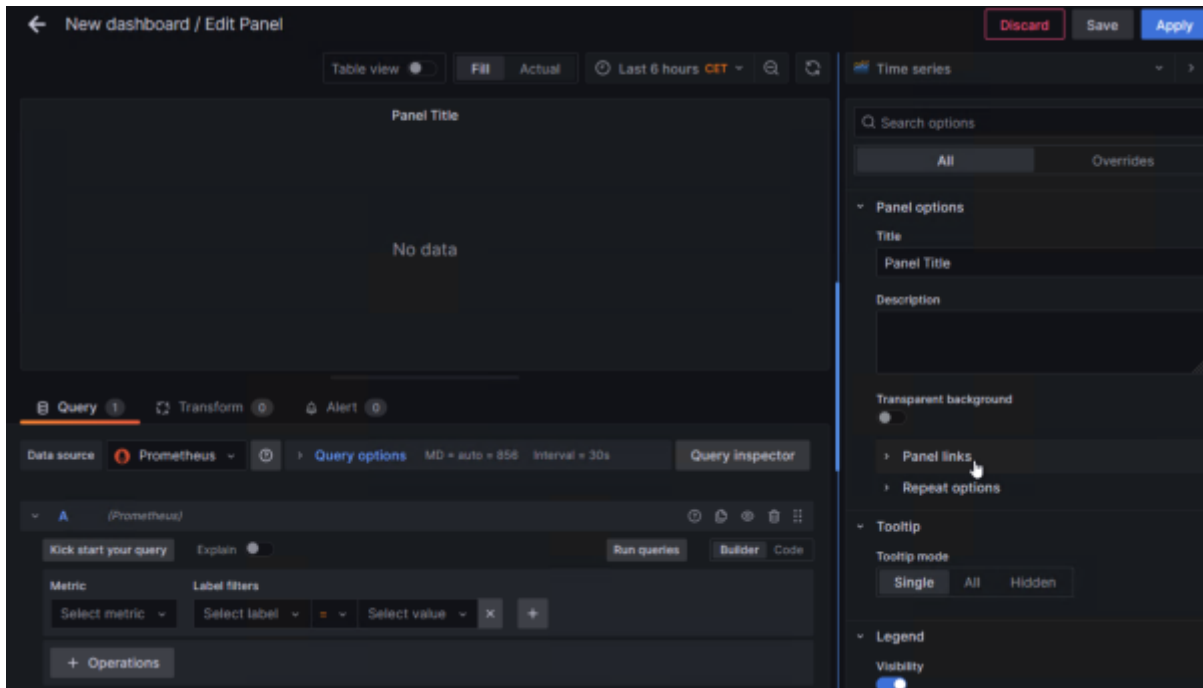 New dashboard / Edit Panel
Discard
Save
Apply
Table view
Fill
Actual
Last 6 hours CET
Time series
Panel Title
No data
Search options
All
Overrides
Panel options
Title
Panel Title
Description
Transparent background
Panel links
Repeat options
Tooltip
Tooltip mode
Single
All
Hidden
Legend
Visibility
Query 1
Transform 0
Alert 0
Data source
Prometheus
Query options
MD = auto = 856
Interval = 30s
Query inspector
A
(Prometheus)
Kick start your query
Explain
Run queries
Builder
Code
Metric
Label filters
Select metric
Select label
=
Select value
+ Operations